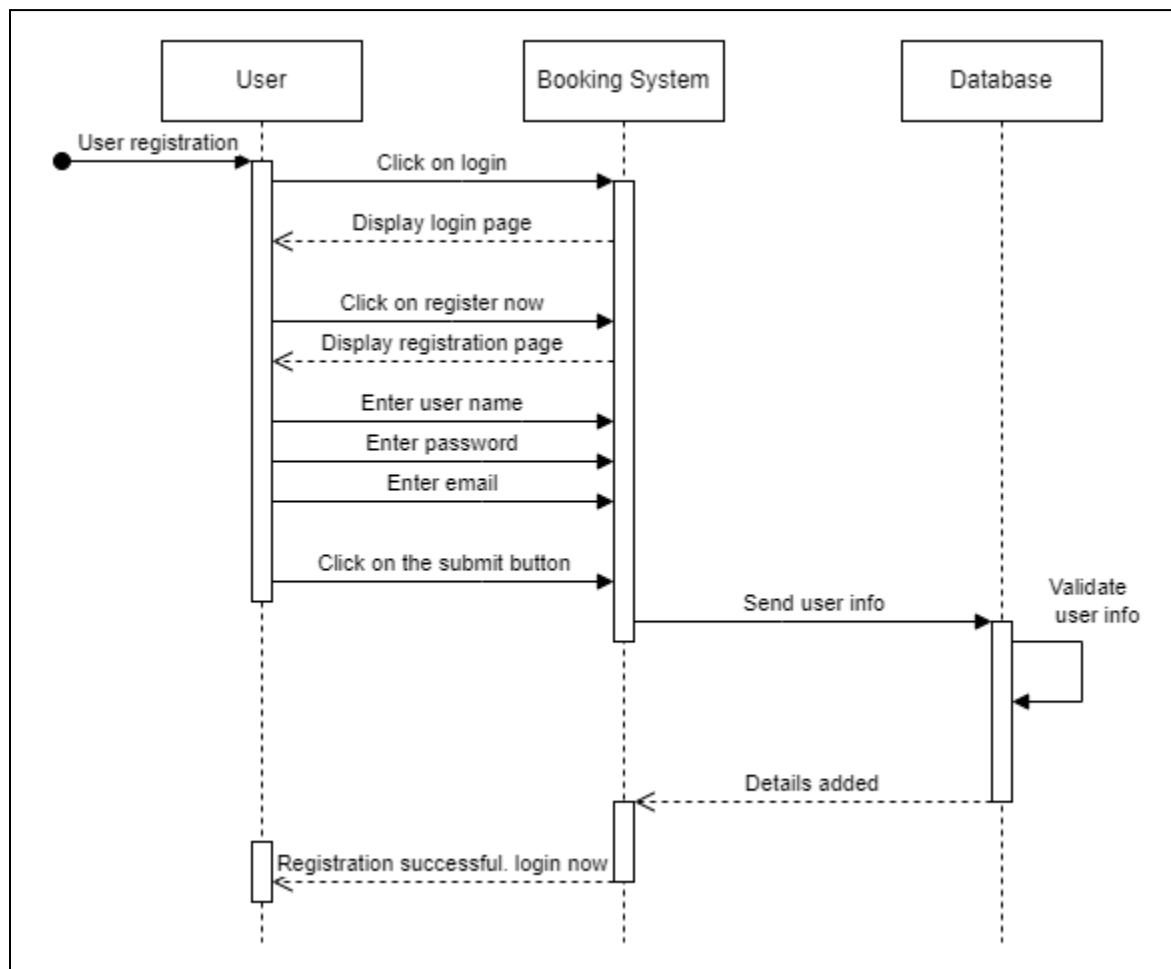 User
Booking System
Database
User registration
Click on login
Display login page
Click on register now
Display registration page
Enter user name
Enter password
Enter email
Click on the submit button
Send user info
Validate
user info
Details added
Registration successful. login now